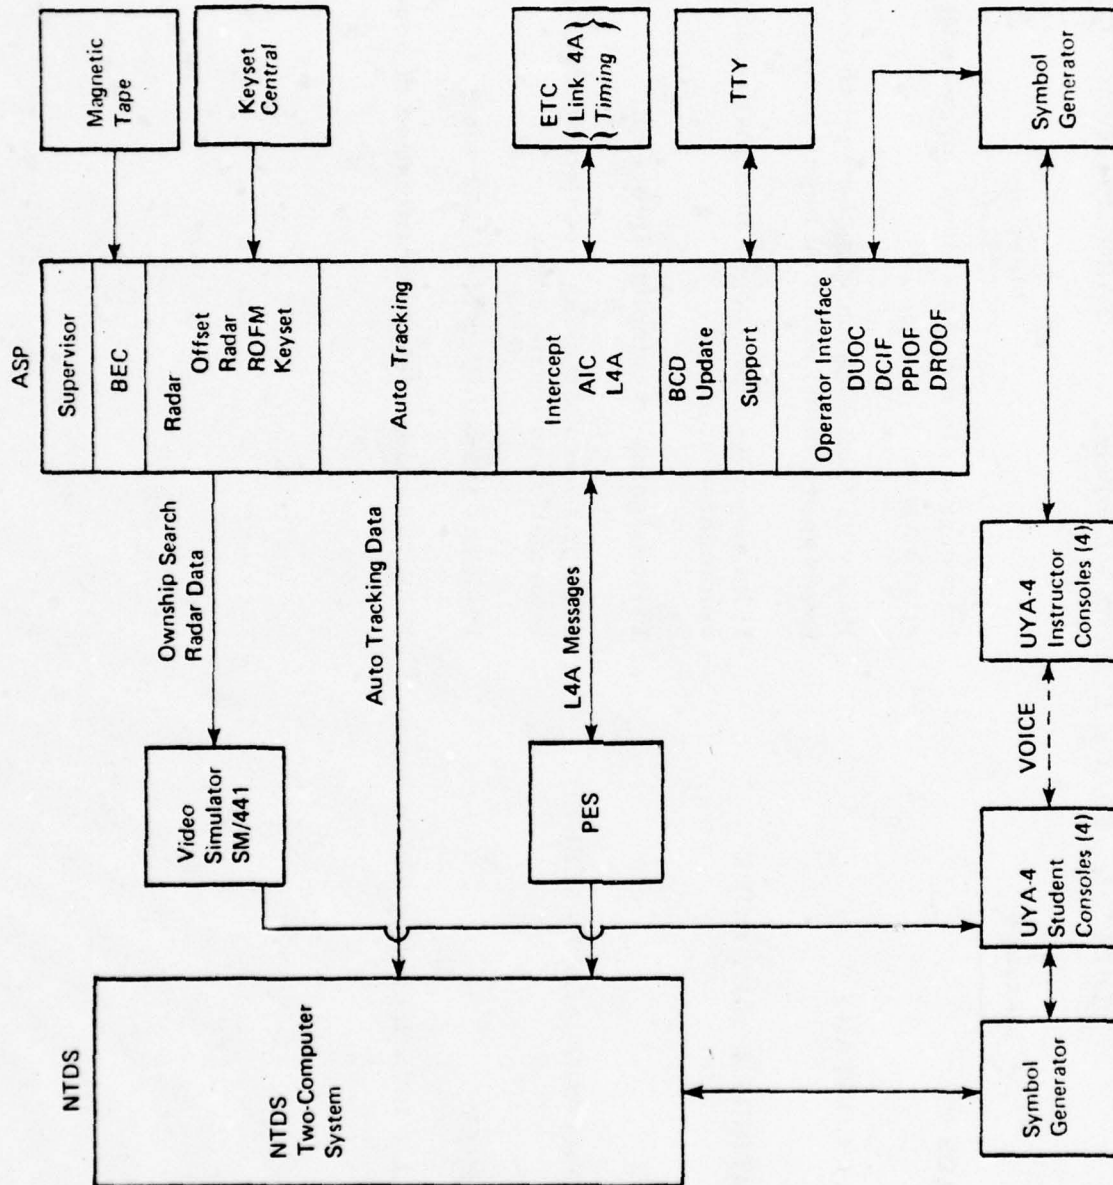 ASP
Supervisor
BEC
Radar
Offset
Radar
ROFM
Keyset
Auto Tracking
Intercept
AIC
L4A
BCD
Update
Support
Operator Interface
DUOC
DCIF
PPIOF
DROOF
Magnetic
Tape
Keyset
Central
ETC
{ Link 4A }
{ Timing }
TTY
Symbol
Generator
Ownship Search
Radar Data
Auto Tracking Data
L4A Messages
Video
Simulator
SM/441
PES
NTDS
NTDS
Two-Computer
System
Symbol
Generator
UYA-4
Student
Consoles (4)
VOICE
UYA-4
Instructor
Consoles (4)